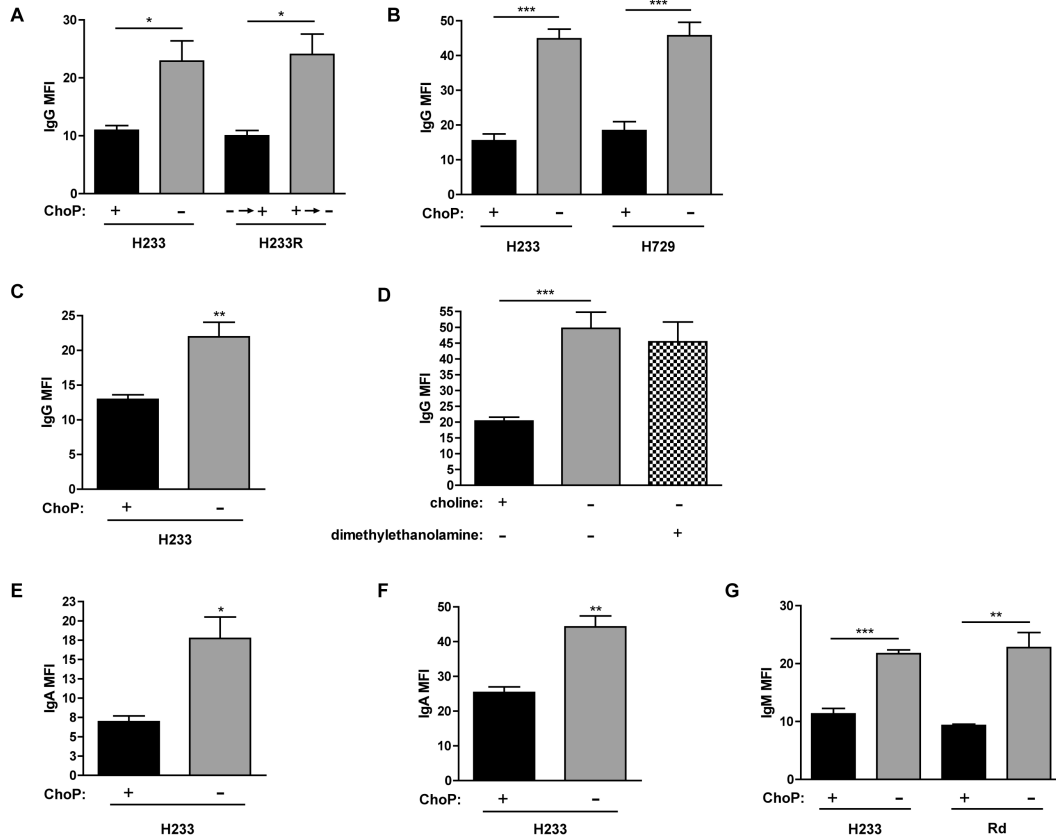 A
IgG MFI
30
20
10
0
*
*
ChoP: + - - → + + → -
H233 H233R
B
IgG MFI
50
40
30
20
10
0
***
***
ChoP: + - + -
H233 H729
C
IgG MFI
25
20
15
10
5
0
**
ChoP: + -
H233
D
IgG MFI
55
50
45
40
35
30
25
20
15
10
5
0
***
choline: + - -
dimethylethanolamine: - - +
E
IgA MFI
23
20
18
15
13
10
8
5
3
0
*
ChoP: + -
H233
F
IgA MFI
50
40
30
20
10
0
**
ChoP: + -
H233
G
IgM MFI
30
20
10
0
***
**
ChoP: + - + -
H233 Rd